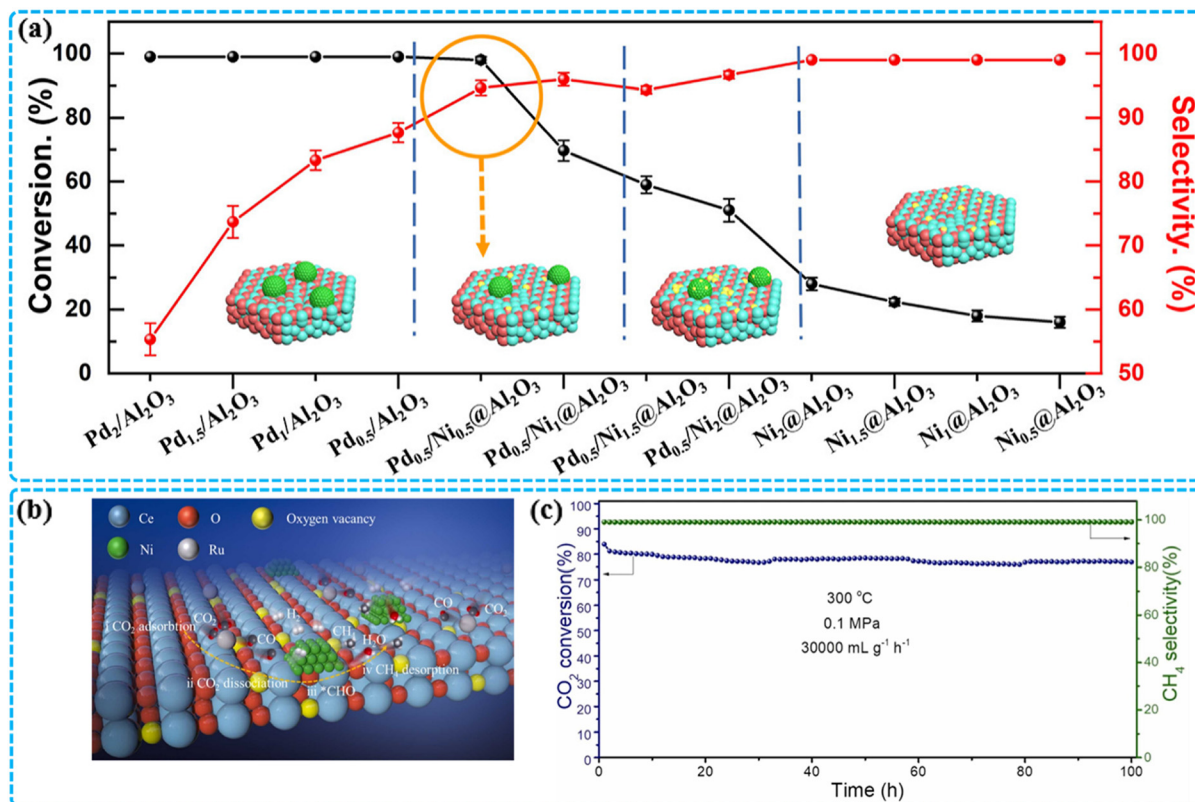 (a)
Conversion. (%)
100
80
60
40
20
0
Selectivity. (%)
100
90
80
70
60
50
Pd₂/Al₂O₃
Pd₁.₅/Al₂O₃
Pd₁/Al₂O₃
Pd₀.₅/Al₂O₃
Pd₀.₅/Ni₀.₅@Al₂O₃
Pd₀.₅/Ni₁@Al₂O₃
Pd₀.₅/Ni₁.₅@Al₂O₃
Pd₀.₅/Ni₂@Al₂O₃
Ni₂@Al₂O₃
Ni₁.₅@Al₂O₃
Ni₁@Al₂O₃
Ni₀.₅@Al₂O₃
(b)
Ce O Oxygen vacancy
Ni Ru
CO₂ H₂ CO CO₂
i CO₂ adsorbtion CO CH₄ H₂O
ii CO₂ dissociation iii *CHO iv CH₄ desorption
(c)
CO₂ conversion(%)
100
90
80
70
60
50
40
30
20
10
0
300 °C
0.1 MPa
30000 mL g⁻¹ h⁻¹
CH₄ selectivity(%)
100
80
60
40
20
0
0 20 40 60 80 100
Time (h)